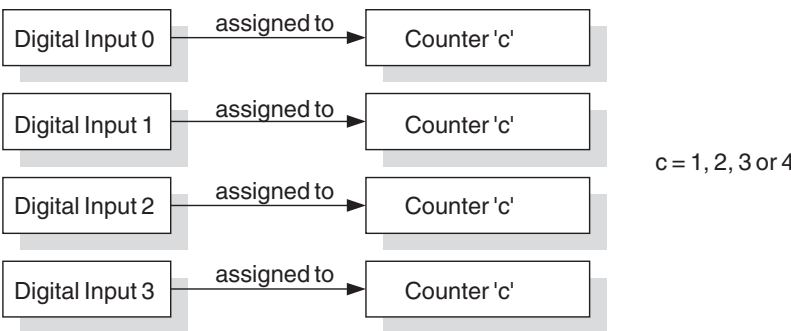 Digital Input 0 assigned to Counter 'c'
Digital Input 1 assigned to Counter 'c'
c = 1, 2, 3 or 4
Digital Input 2 assigned to Counter 'c'
Digital Input 3 assigned to Counter 'c'